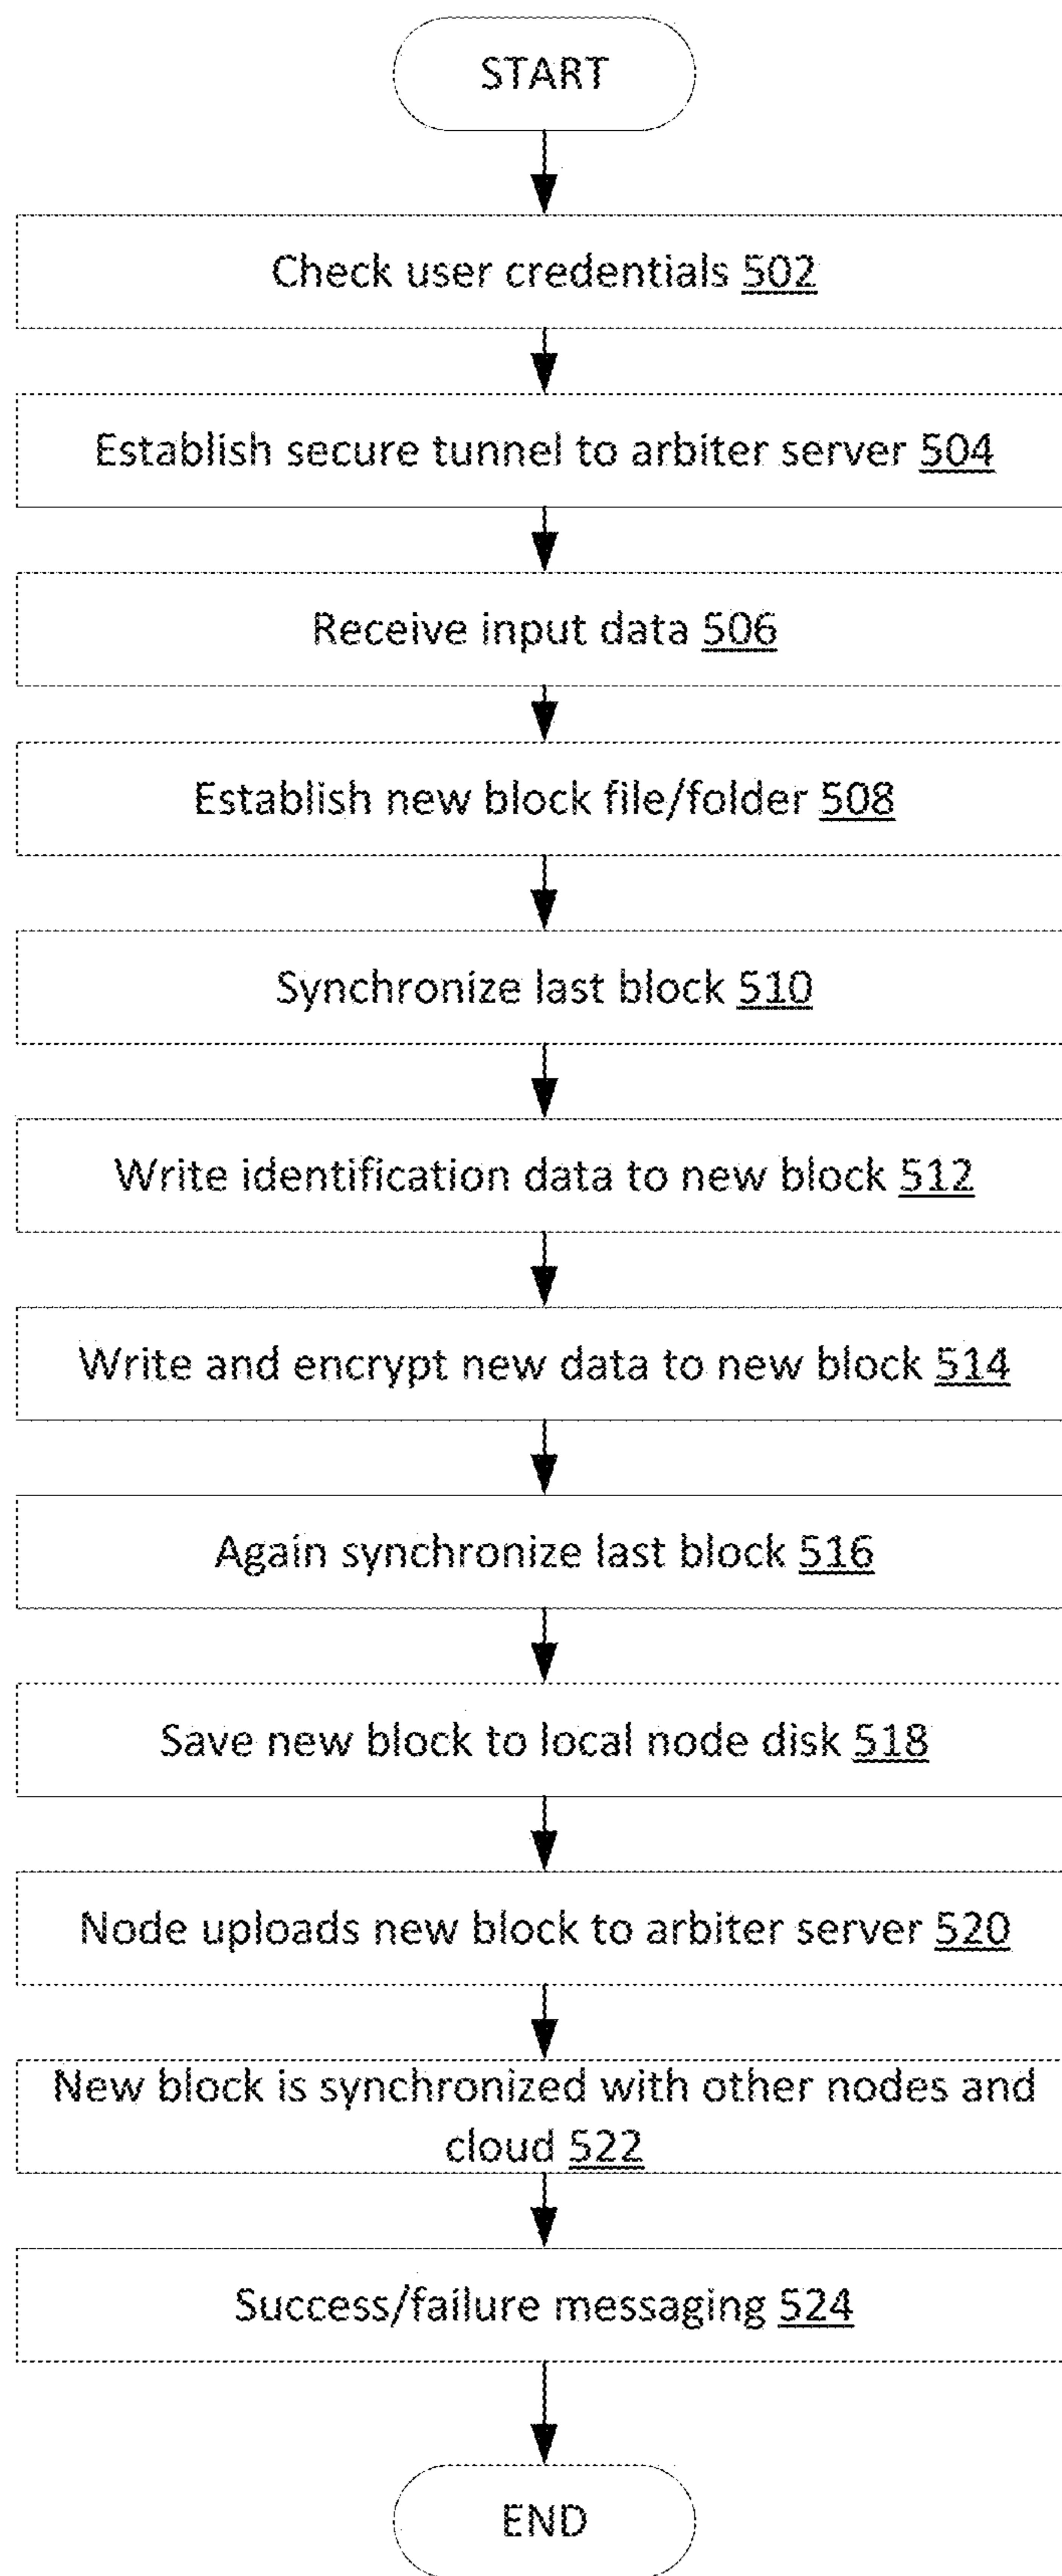 START
Check user credentials 502
Establish secure tunnel to arbiter server 504
Receive input data 506
Establish new block file/folder 508
Synchronize last block 510
Write identification data to new block 512
Write and encrypt new data to new block 514
Again synchronize last block 516
Save new block to local node disk 518
Node uploads new block to arbiter server 520
New block is synchronized with other nodes and
cloud 522
Success/failure messaging 524
END